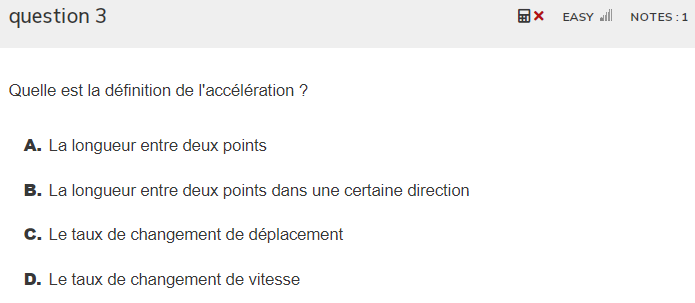 question 3
EASY
NOTES : 1
Quelle est la définition de l'accélération ?
A. La longueur entre deux points
B. La longueur entre deux points dans une certaine direction
C. Le taux de changement de déplacement
D. Le taux de changement de vitesse